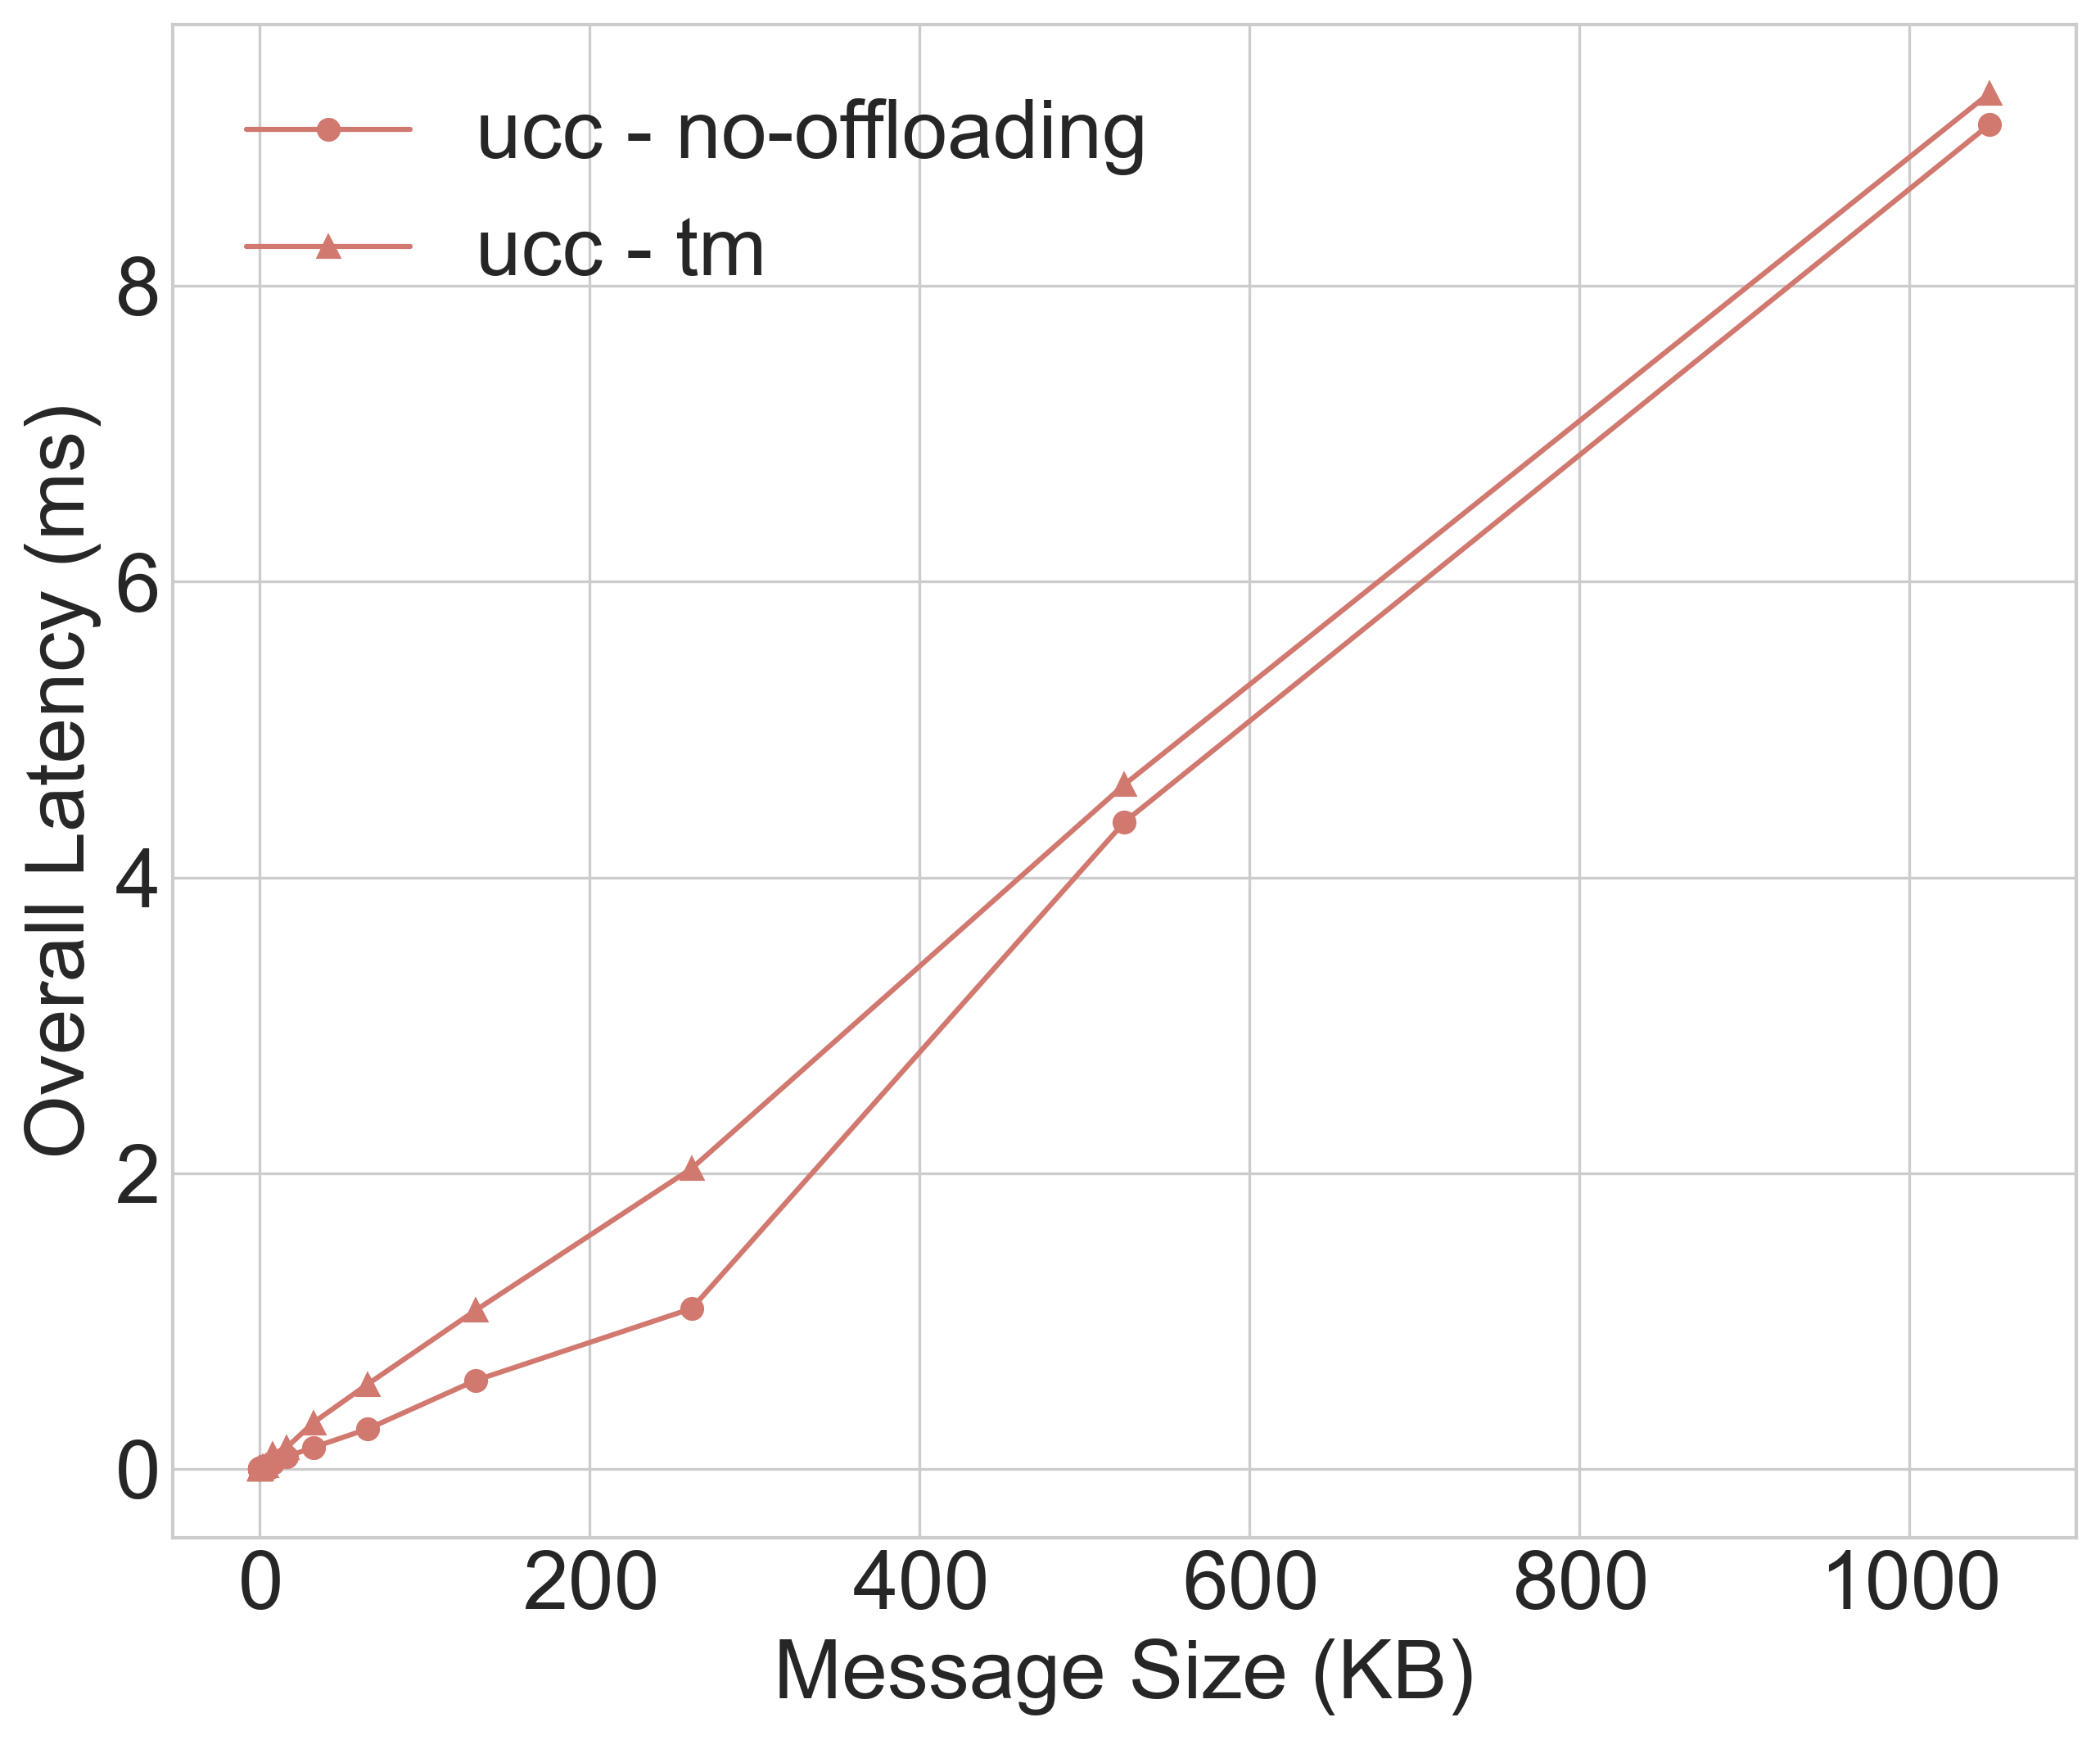 ucc - no-offloading
ucc - tm
8
6
4
2
0
0 200 400 600 800 1000
Message Size (KB)
Overall Latency (ms)